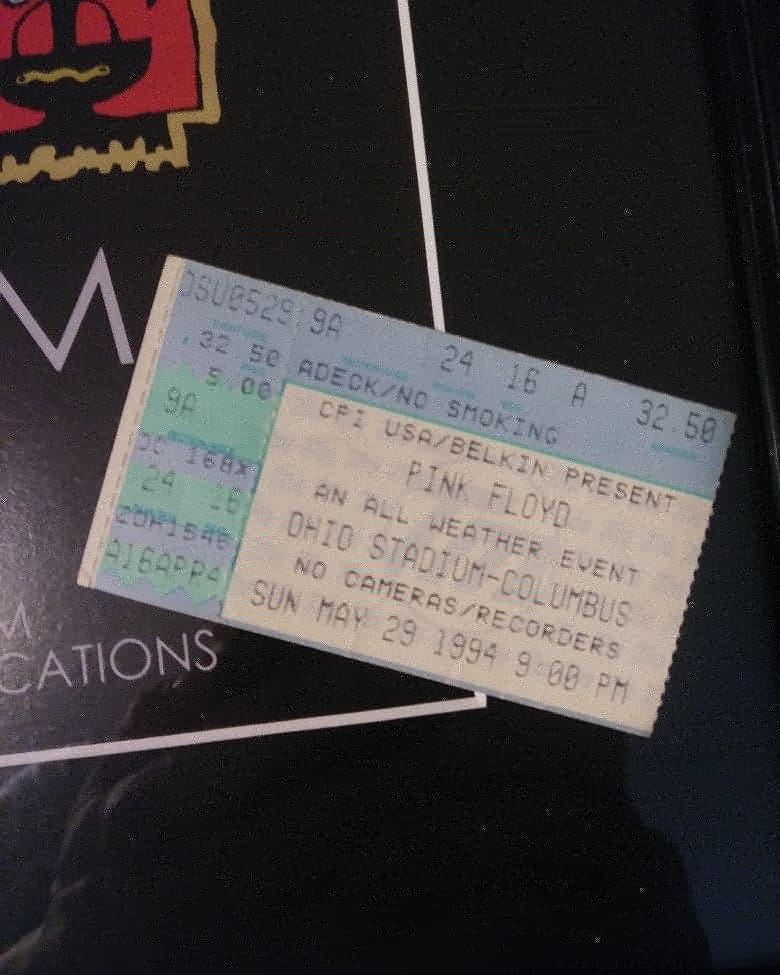 M
OSU0529 9A 24 16 A 32.50
32.50 ADECK/NO SMOKING
5.00 CPI USA/BELKIN PRESENT
9A PINK FLOYD
AN ALL WEATHER EVENT
24 16 OHIO STADIUM-COLUMBUS
NO CAMERAS/RECORDERS
SUN MAY 29 1994 9:00 PM
M
CATIONS